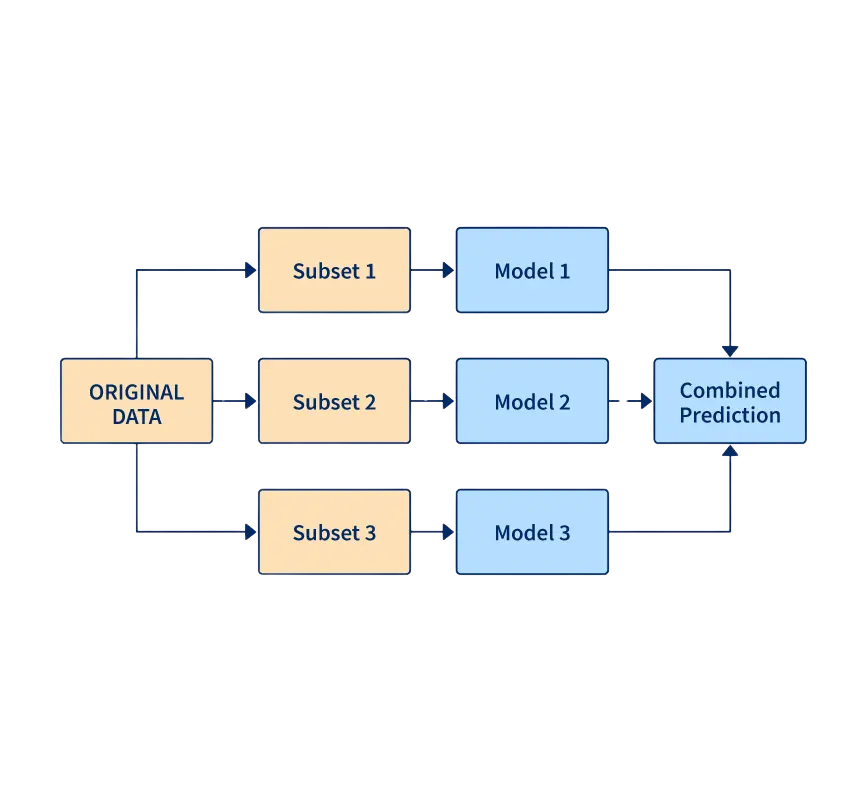 Subset 1
Model 1
ORIGINAL
DATA
Subset 2
Model 2
Combined
Prediction
Subset 3
Model 3